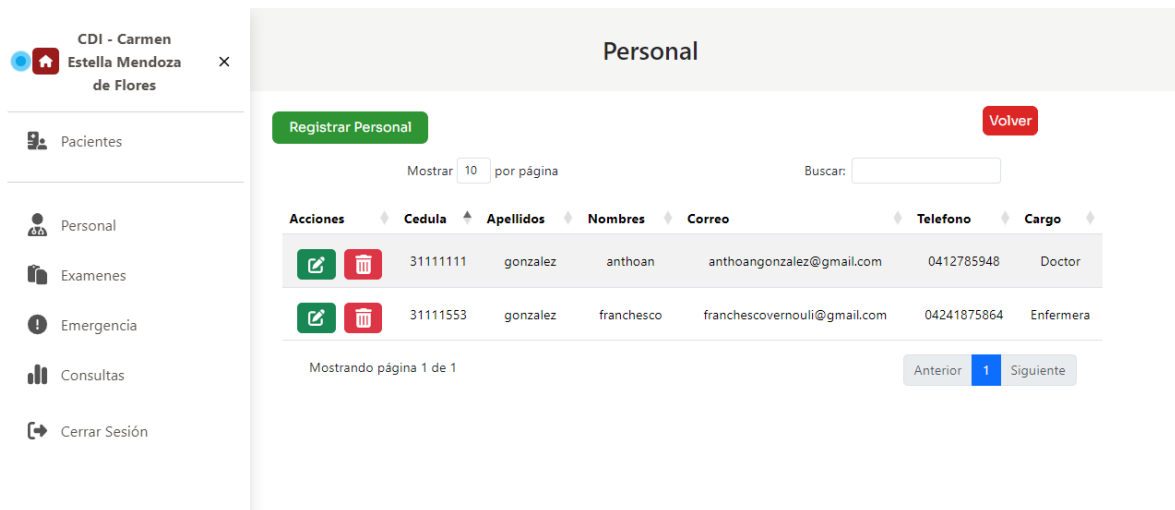 CDI - Carmen
Estella Mendoza
de Flores
×
Pacientes
Personal
Examenes
Emergencia
Consultas
Cerrar Sesión
Personal
Registrar Personal
Volver
Mostrar 10 por página
Buscar:
Acciones Cedula Apellidos Nombres Correo Telefono Cargo
31111111 gonzalez anthoan anthoangonzalez@gmail.com 0412785948 Doctor
31111553 gonzalez franchesco franchescovernouli@gmail.com 04241875864 Enfermera
Mostrando página 1 de 1
Anterior 1 Siguiente